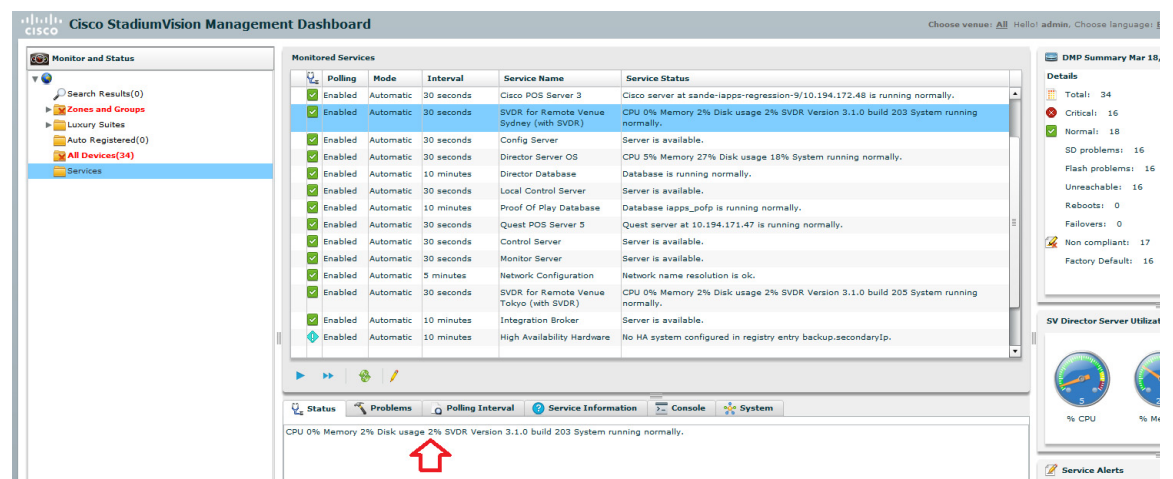 CISCO
Cisco StadiumVision Management Dashboard
Choose venue: All Hello! admin, Choose language:
Monitor and Status
Search Results(0)
Zones and Groups
Luxury Suites
Auto Registered(0)
All Devices(34)
Services
Monitored Services
Polling Mode Interval Service Name Service Status
Enabled Automatic 30 seconds Cisco POS Server 3 Cisco server at sande-iapps-regression-9/10.194.172.48 is running normally.
Enabled Automatic 30 seconds SVDR for Remote Venue CPU 0% Memory 2% Disk usage 2% SVDR Version 3.1.0 build 203 System running
Sydney (with SVDR) normally.
Enabled Automatic 30 seconds Config Server Server is available.
Enabled Automatic 30 seconds Director Server OS CPU 5% Memory 27% Disk usage 18% System running normally.
Enabled Automatic 10 minutes Director Database Database is running normally.
Enabled Automatic 30 seconds Local Control Server Server is available.
Enabled Automatic 10 minutes Proof Of Play Database Database iapps_pofp is running normally.
Enabled Automatic 30 seconds Quest POS Server 5 Quest server at 10.194.171.47 is running normally.
Enabled Automatic 30 seconds Control Server Server is available.
Enabled Automatic 30 seconds Monitor Server Server is available.
Enabled Automatic 5 minutes Network Configuration Network name resolution is ok.
Enabled Automatic 30 seconds SVDR for Remote Venue CPU 0% Memory 2% Disk usage 2% SVDR Version 3.1.0 build 205 System running
Tokyo (with SVDR) normally.
Enabled Automatic 10 minutes Integration Broker Server is available.
Enabled Automatic 10 minutes High Availability Hardware No HA system configured in registry entry backup.secondaryIp.
Status Problems Polling Interval Service Information Console System
CPU 0% Memory 2% Disk usage 2% SVDR Version 3.1.0 build 203 System running normally.
DMP Summary Mar 18,
Details
Total: 34
Critical: 16
Normal: 18
SD problems: 16
Flash problems: 16
Unreachable: 16
Reboots: 0
Failovers: 0
Non compliant: 17
Factory Default: 16
SV Director Server Utilizat
5
% CPU % Me
Service Alerts